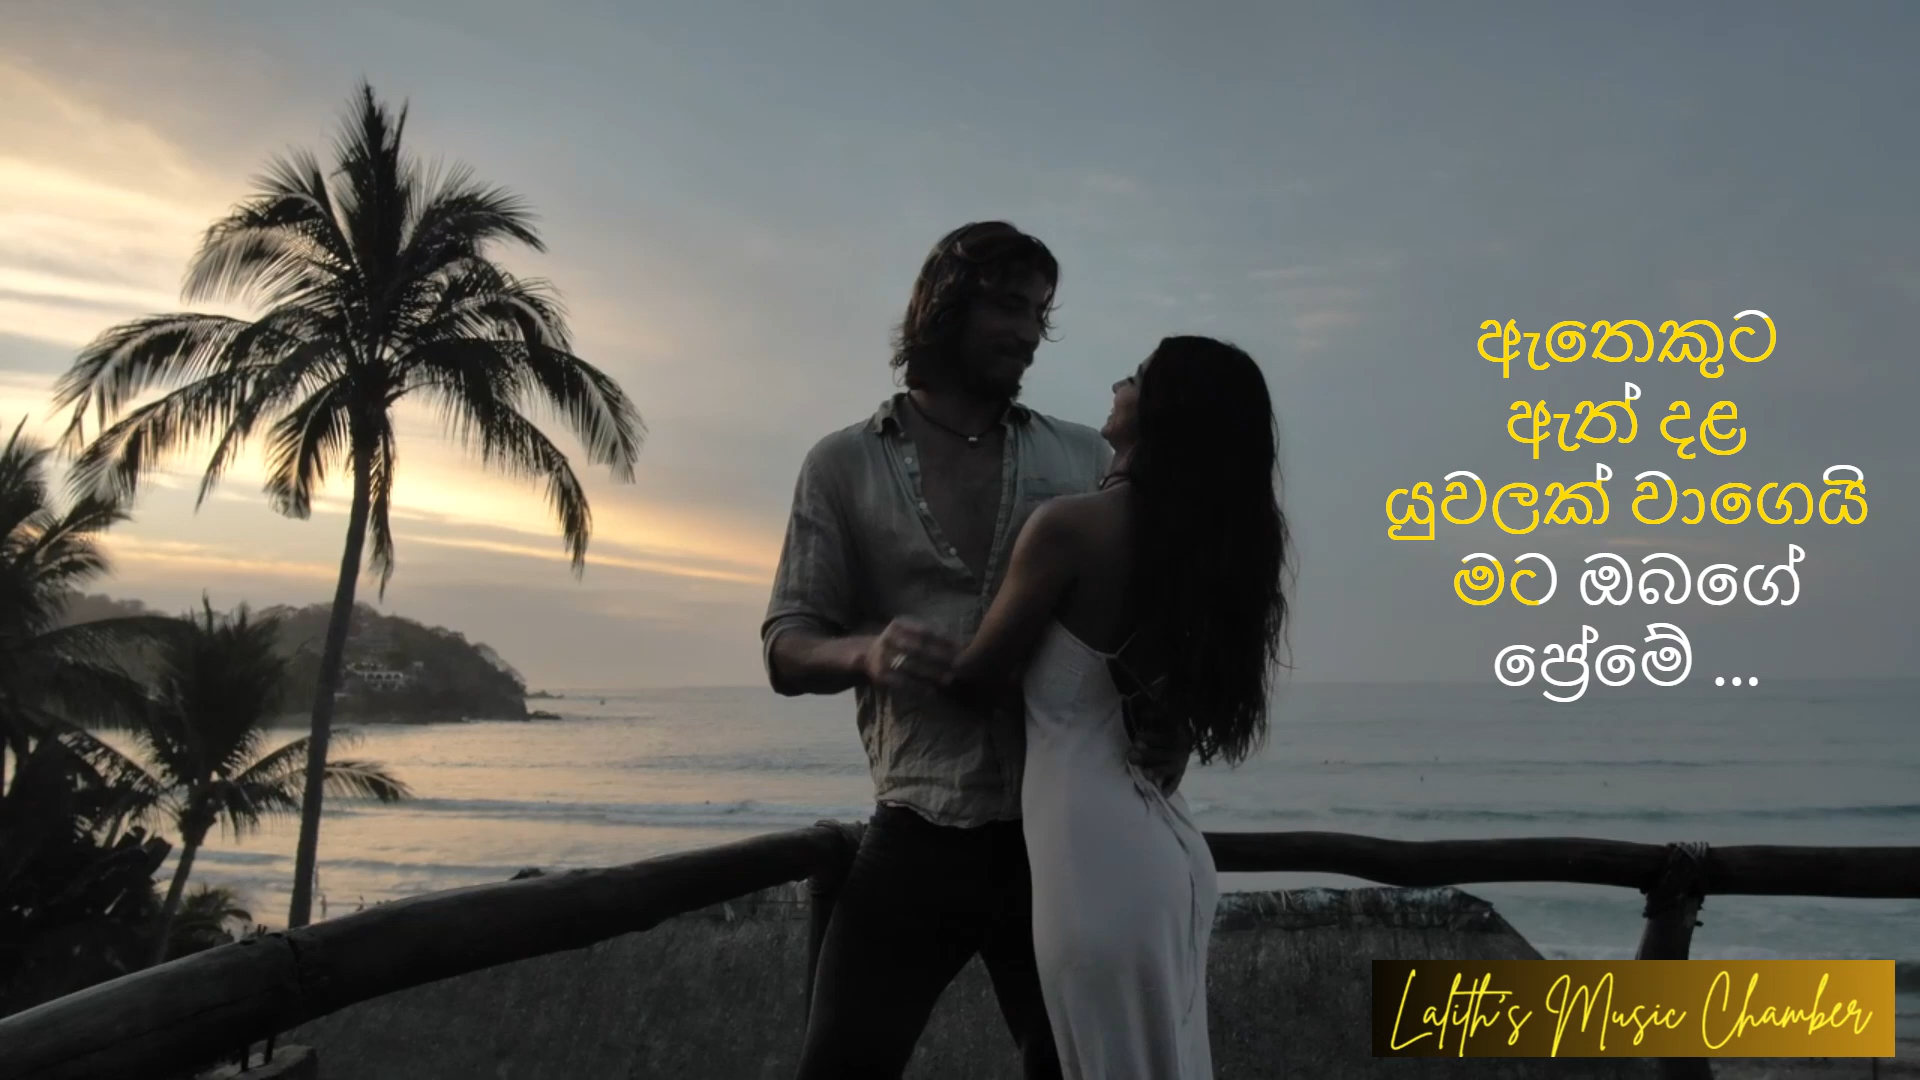 ඇතෙකුට
ඇත් දළ
යුවලක් වාගෙයි
මට ඔබගේ
ප්‍රේමේ ...
Lalith's Music Chamber